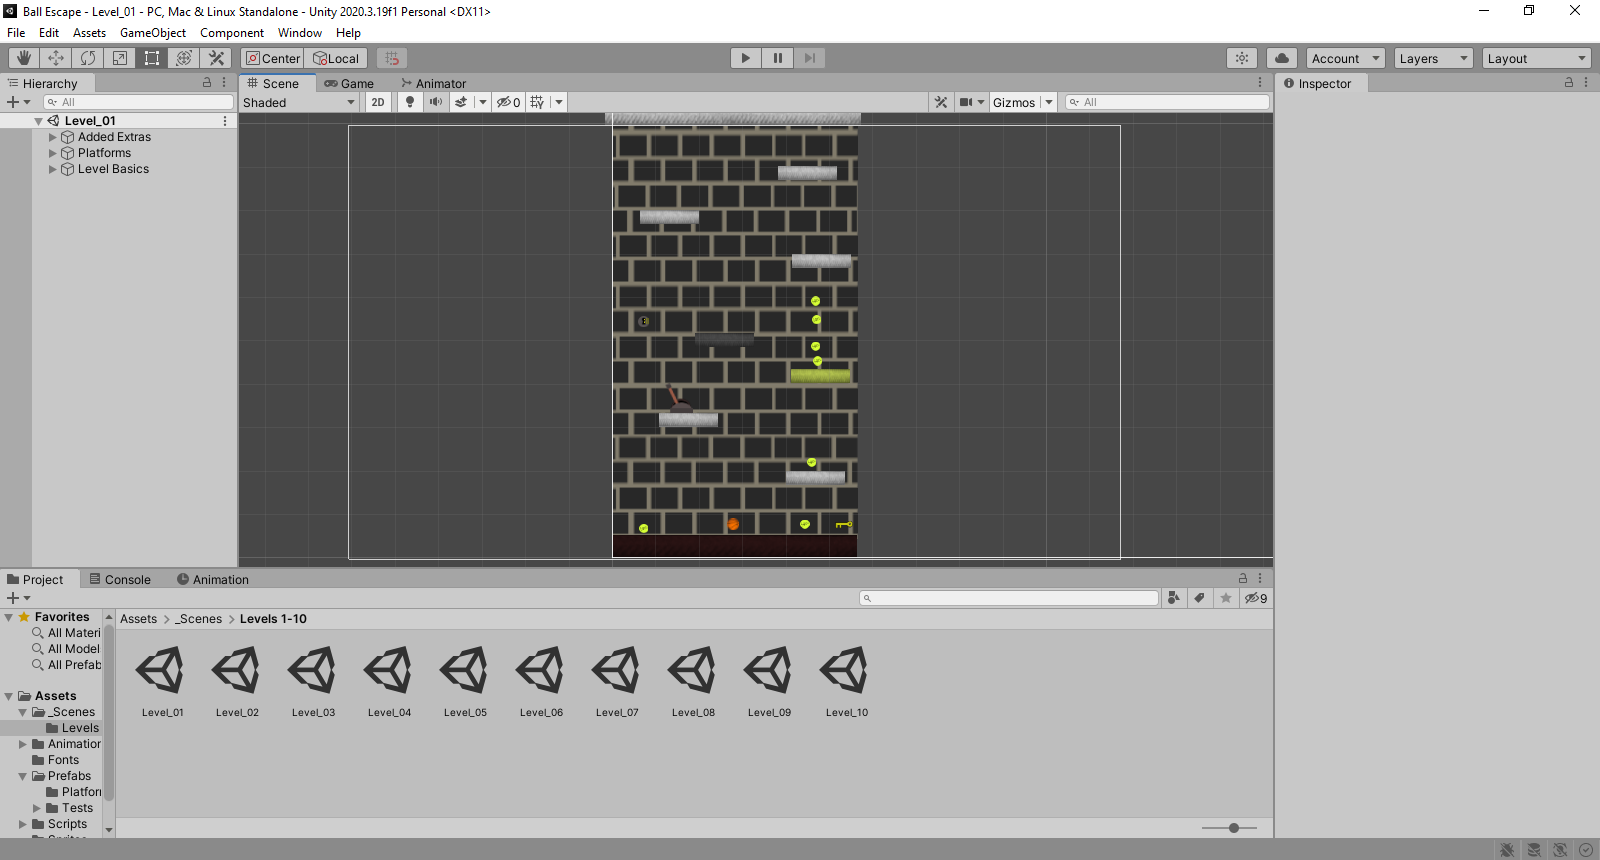 Ball Escape - Level_01 - PC, Mac & Linux Standalone - Unity 2020.3.19f1 Personal <DX11>
File Edit Assets GameObject Component Window Help
Center Local Account Layers Layout
Hierarchy
All
Level_01
Added Extras
Platforms
Level Basics
Scene Game Animator
Shaded 2D 0 Gizmos All
Inspector
Project Console Animation
9
Favorites
All Materi
All Model
All Prefab
Assets
_Scenes
Levels
Animation
Fonts
Prefabs
Platfor
Tests
Scripts
Assets > _Scenes > Levels 1-10
Level_01 Level_02 Level_03 Level_04 Level_05 Level_06 Level_07 Level_08 Level_09 Level_10